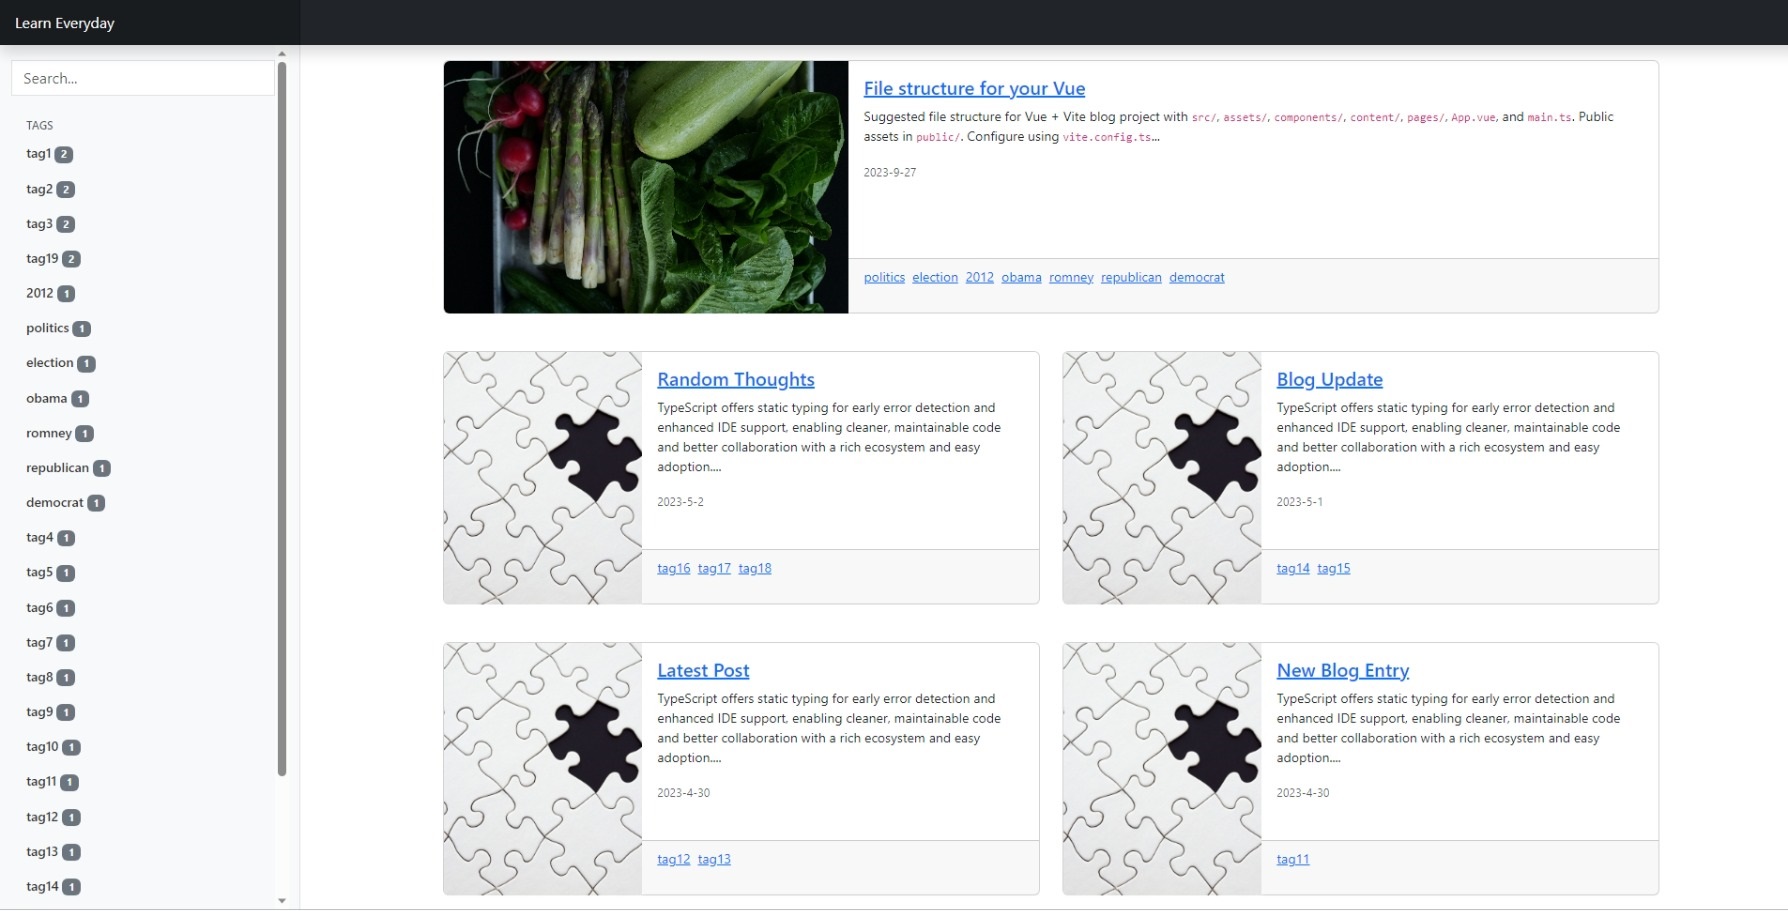 Learn Everyday
Search...
TAGS
tag1 2
tag2 2
tag3 2
tag19 2
2012 1
politics 1
election 1
obama 1
romney 1
republican 1
democrat 1
tag4 1
tag5 1
tag6 1
tag7 1
tag8 1
tag9 1
tag10 1
tag11 1
tag12 1
tag13 1
tag14 1
File structure for your Vue
Suggested file structure for Vue + Vite blog project with src/, assets/, components/, content/, pages/, App.vue, and main.ts. Public
assets in public/. Configure using vite.config.ts...
2023-9-27
politics election 2012 obama romney republican democrat
Random Thoughts
TypeScript offers static typing for early error detection and
enhanced IDE support, enabling cleaner, maintainable code
and better collaboration with a rich ecosystem and easy
adoption....
2023-5-2
tag16 tag17 tag18
Blog Update
TypeScript offers static typing for early error detection and
enhanced IDE support, enabling cleaner, maintainable code
and better collaboration with a rich ecosystem and easy
adoption....
2023-5-1
tag14 tag15
Latest Post
TypeScript offers static typing for early error detection and
enhanced IDE support, enabling cleaner, maintainable code
and better collaboration with a rich ecosystem and easy
adoption....
2023-4-30
tag12 tag13
New Blog Entry
TypeScript offers static typing for early error detection and
enhanced IDE support, enabling cleaner, maintainable code
and better collaboration with a rich ecosystem and easy
adoption....
2023-4-30
tag11